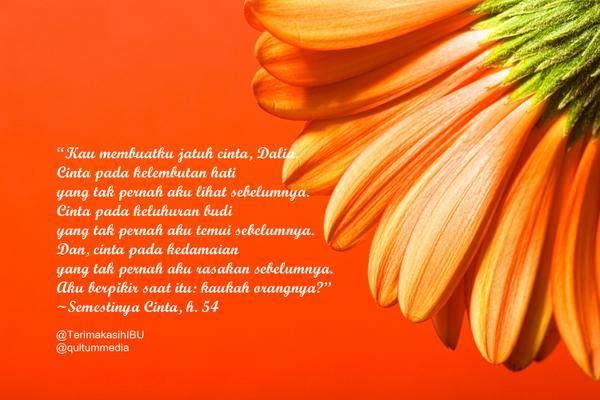 “Kau membuatku jatuh cinta, Dalia.
Cinta pada kelembutan hati
yang tak pernah aku lihat sebelumnya.
Cinta pada keluhuran budi
yang tak pernah aku temui sebelumnya.
Dan, cinta pada kedamaian
yang tak pernah aku rasakan sebelumnya.
Aku berpikir saat itu: kaukah orangnya?”
~Semestinya Cinta, h. 54
@TerimakasihIBU
@qultummedia